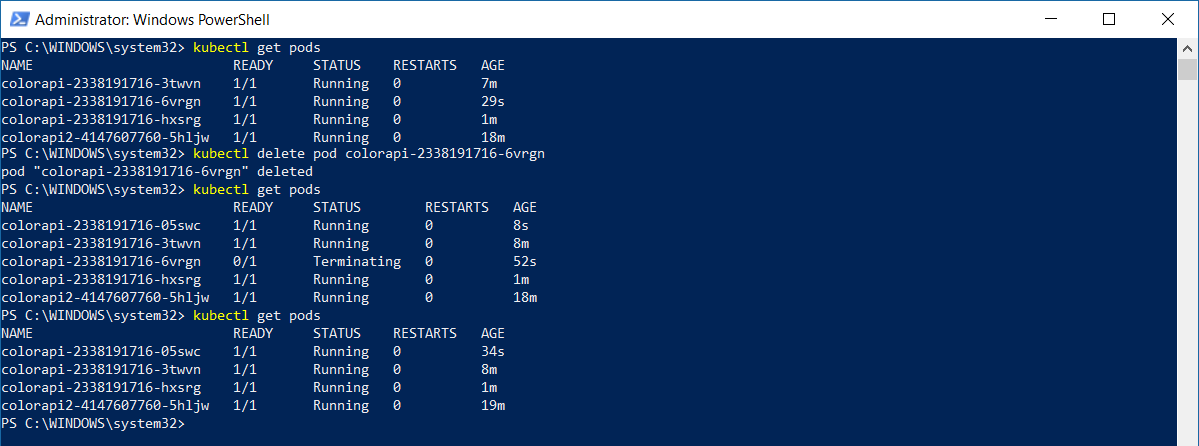 Administrator: Windows PowerShell
PS C:\WINDOWS\system32> kubectl get pods
NAME READY STATUS RESTARTS AGE
colorapi-2338191716-3twvn 1/1 Running 0 7m
colorapi-2338191716-6vrgn 1/1 Running 0 29s
colorapi-2338191716-hxsrg 1/1 Running 0 1m
colorapi2-4147607760-5hljw 1/1 Running 0 18m
PS C:\WINDOWS\system32> kubectl delete pod colorapi-2338191716-6vrgn
pod "colorapi-2338191716-6vrgn" deleted
PS C:\WINDOWS\system32> kubectl get pods
NAME READY STATUS RESTARTS AGE
colorapi-2338191716-05swc 1/1 Running 0 8s
colorapi-2338191716-3twvn 1/1 Running 0 8m
colorapi-2338191716-6vrgn 0/1 Terminating 0 52s
colorapi-2338191716-hxsrg 1/1 Running 0 1m
colorapi2-4147607760-5hljw 1/1 Running 0 18m
PS C:\WINDOWS\system32> kubectl get pods
NAME READY STATUS RESTARTS AGE
colorapi-2338191716-05swc 1/1 Running 0 34s
colorapi-2338191716-3twvn 1/1 Running 0 8m
colorapi-2338191716-hxsrg 1/1 Running 0 1m
colorapi2-4147607760-5hljw 1/1 Running 0 19m
PS C:\WINDOWS\system32>